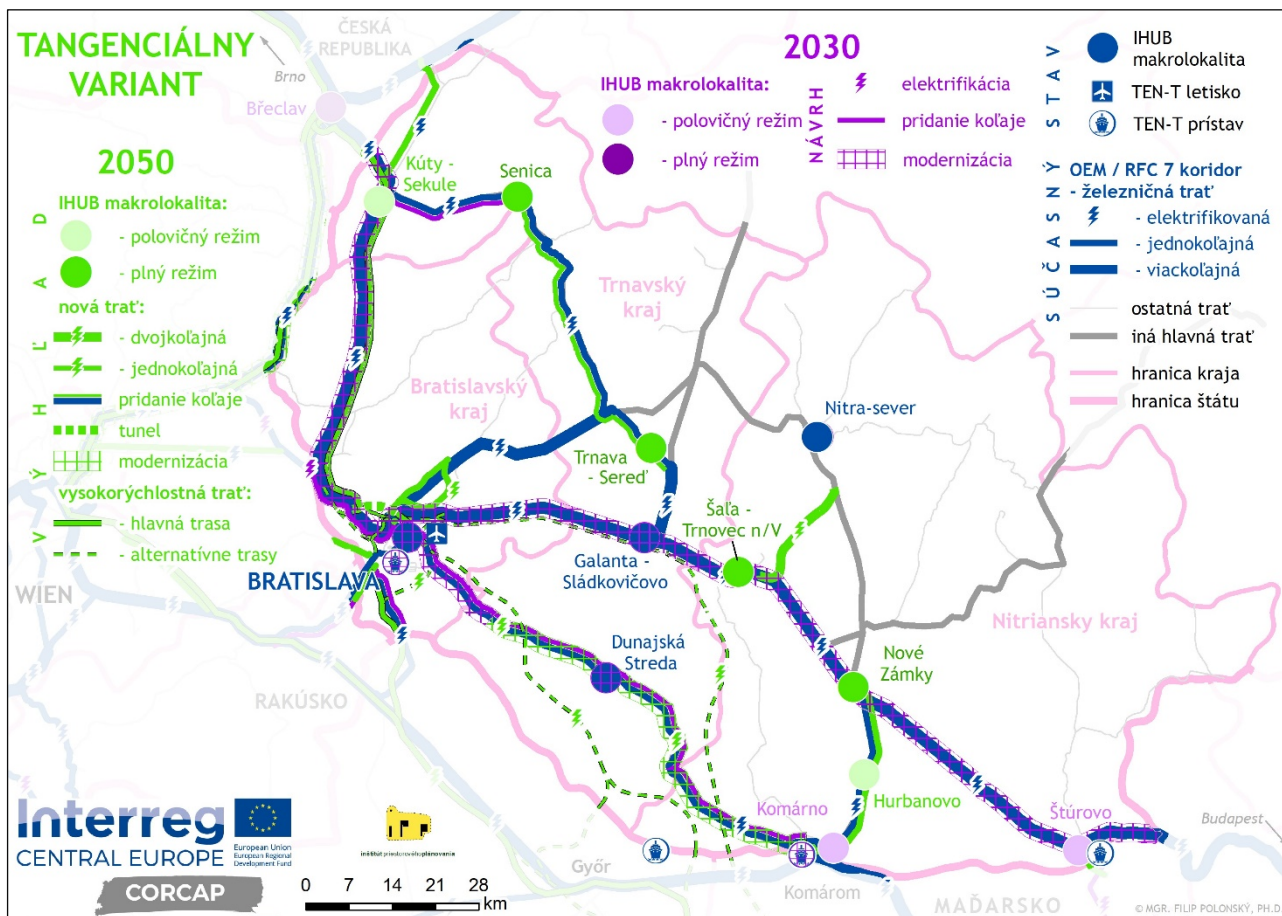 TANGENCIÁLNY
VARIANT
2050
VÝHĽAD
IHUB makrolokalita:
- polovičný režim
- plný režim
nová trať:
- dvojkoľajná
- jednokoľajná
pridanie koľaje
tunel
modernizácia
vysokorýchlostná trať:
- hlavná trasa
- alternatívne trasy
2030
NÁVRH
IHUB makrolokalita:
- polovičný režim
- plný režim
elektrifikácia
pridanie koľaje
modernizácia
SÚČASNÝ STAV
IHUB
makrolokalita
TEN-T letisko
TEN-T prístav
OEM / RFC 7 koridor
- železničná trať
- elektrifikovaná
- jednokoľajná
- viackoľajná
ostatná trať
iná hlavná trať
hranica kraja
hranica štátu
ČESKÁ
REPUBLIKA
Brno
Břeclav
Kúty -
Sekule
Senica
Trnavský
kraj
Bratislavský
kraj
Nitra-sever
Trnava
- Sereď
Šaľa -
Trnovec n/V
Galanta -
Sládkovičovo
BRATISLAVA
WIEN
Nitriansky kraj
Dunajská
Streda
Nové
Zámky
RAKÚSKO
Hurbanovo
Komárno
Štúrovo
Budapest
Győr
Komárom
MAĎARSKO
Interreg
CENTRAL EUROPE
European Union
European Regional
Development Fund
CORCAP
inštitút priestorového plánovania
0 7 14 21 28
km
© MGR. FILIP POLONSKÝ, PH.D